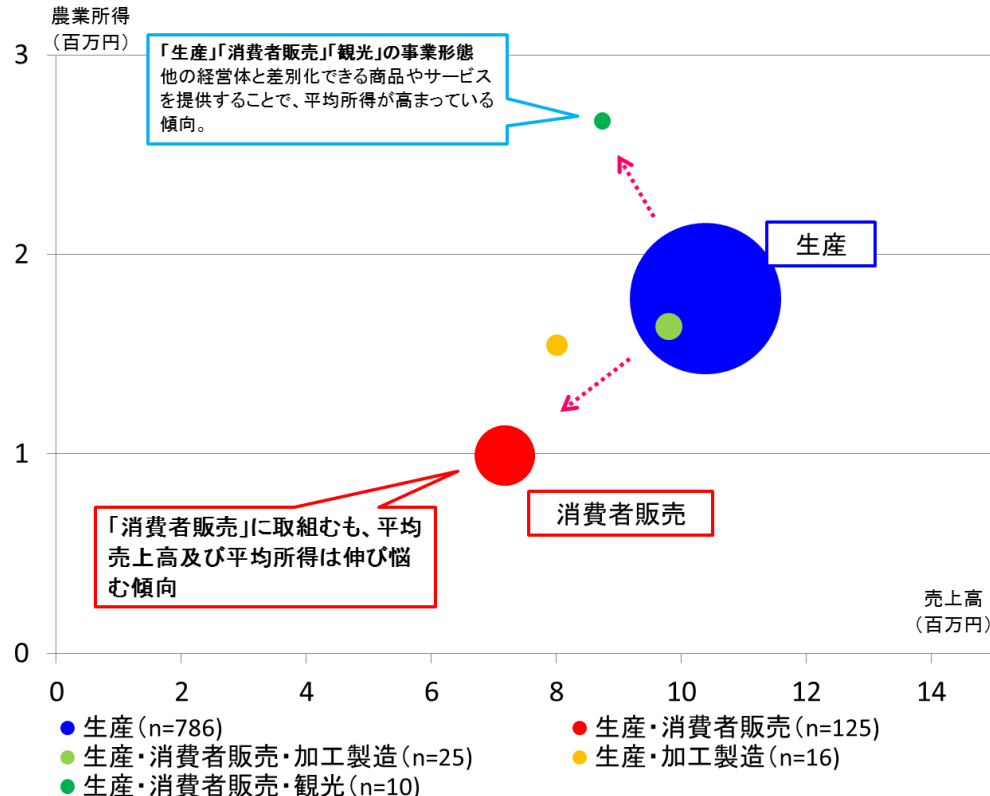 農業所得
（百万円）
3
「生産」「消費者販売」「観光」の事業形態
他の経営体と差別化できる商品やサービス
を提供することで、平均所得が高まっている
傾向。
2
生産
1
消費者販売
「消費者販売」に取組むも、平均
売上高及び平均所得は伸び悩
む傾向
売上高
（百万円）
0
0 2 4 6 8 10 12 14
生産（n=786）
生産・消費者販売（n=125）
生産・消費者販売・加工製造（n=25）
生産・加工製造（n=16）
生産・消費者販売・観光（n=10）